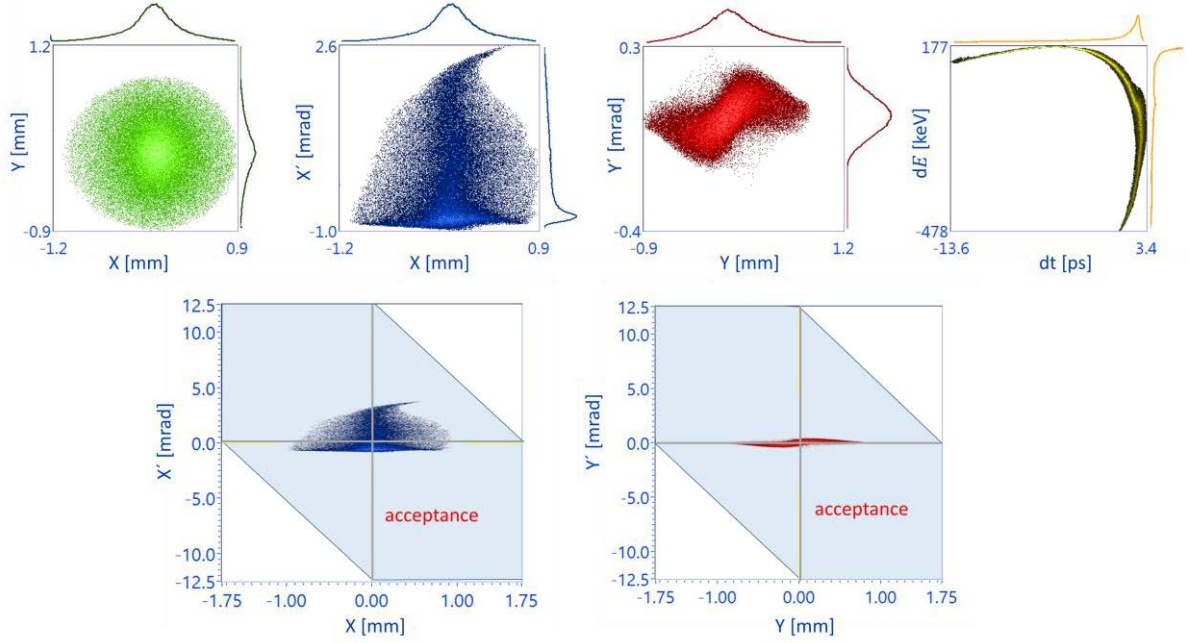 1.2
Y [mm]
-0.9
-1.2
0.9
X [mm]
2.6
X´ [mrad]
-1.0
-1.2
0.9
X [mm]
0.3
Y´ [mrad]
-0.4
-0.9
1.2
Y [mm]
177
dE [keV]
-478
-13.6
3.4
dt [ps]
12.5
10.0
5.0
0.0
-5.0
-10.0
-12.5
X´ [mrad]
acceptance
-1.75
-1.00
0.00
1.00
1.75
X [mm]
12.5
10.0
5.0
0.0
-5.0
-10.0
-12.5
Y´ [mrad]
acceptance
-1.75
-1.00
0.00
1.00
1.75
Y [mm]